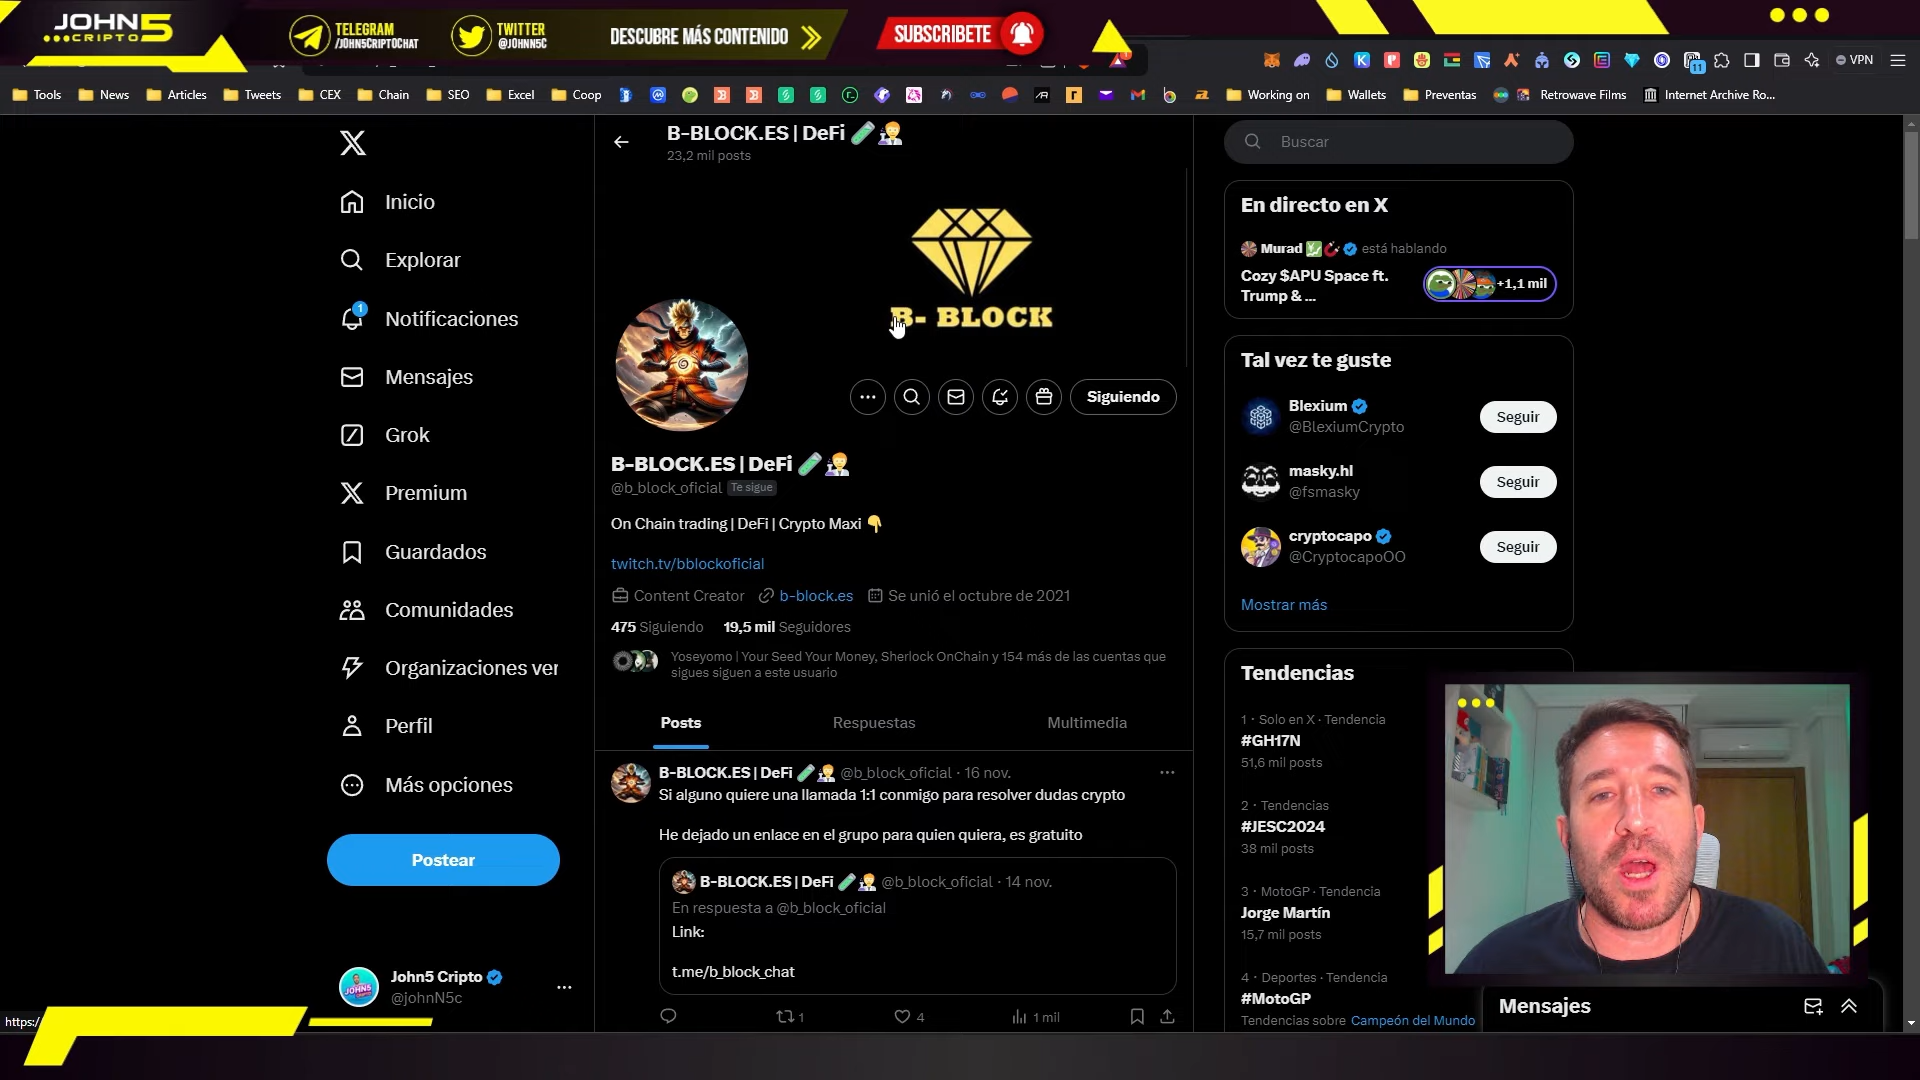 JOHN5
CRIPTO
TELEGRAM
/JOHN5CRIPTOCHAT
TWITTER
@JOHNN5C
DESCUBRE MÁS CONTENIDO
SUBSCRIBETE
VPN
Tools
News
Articles
Tweets
CEX
Chain
SEO
Excel
Coop
Working on
Wallets
Preventas
Retrowave Films
Internet Archive Ro...
11
Inicio
Explorar
1
Notificaciones
Mensajes
Grok
Premium
Guardados
Comunidades
Organizaciones ver
Perfil
Más opciones
Postear
John5 Cripto
@johnN5c
https:/
B-BLOCK.ES | DeFi
23,2 mil posts
B- BLOCK
Siguiendo
B-BLOCK.ES | DeFi
@b_block_oficial Te sigue
On Chain trading | DeFi | Crypto Maxi
twitch.tv/bblockoficial
Content Creator b-block.es Se unió el octubre de 2021
475 Siguiendo 19,5 mil Seguidores
Yoseyomo | Your Seed Your Money, Sherlock OnChain y 154 más de las cuentas que
sigues siguen a este usuario
Posts Respuestas Multimedia
B-BLOCK.ES | DeFi @b_block_oficial · 16 nov.
Si alguno quiere una llamada 1:1 conmigo para resolver dudas crypto
He dejado un enlace en el grupo para quien quiera, es gratuito
B-BLOCK.ES | DeFi @b_block_oficial · 14 nov.
En respuesta a @b_block_oficial
Link:
t.me/b_block_chat
1 4 1 mil
Buscar
En directo en X
Murad está hablando
Cozy $APU Space ft.
Trump & ...
+1,1 mil
Tal vez te guste
Blexium
@BlexiumCrypto
Seguir
masky.hl
@fsmasky
Seguir
cryptocapo
@CryptocapoOO
Seguir
Mostrar más
Tendencias
1 · Solo en X · Tendencia
#GH17N
51,6 mil posts
2 · Tendencias
#JESC2024
38 mil posts
3 · MotoGP · Tendencia
Jorge Martín
15,7 mil posts
4 · Deportes · Tendencia
#MotoGP
Tendencias sobre Campeón del Mundo
Mensajes